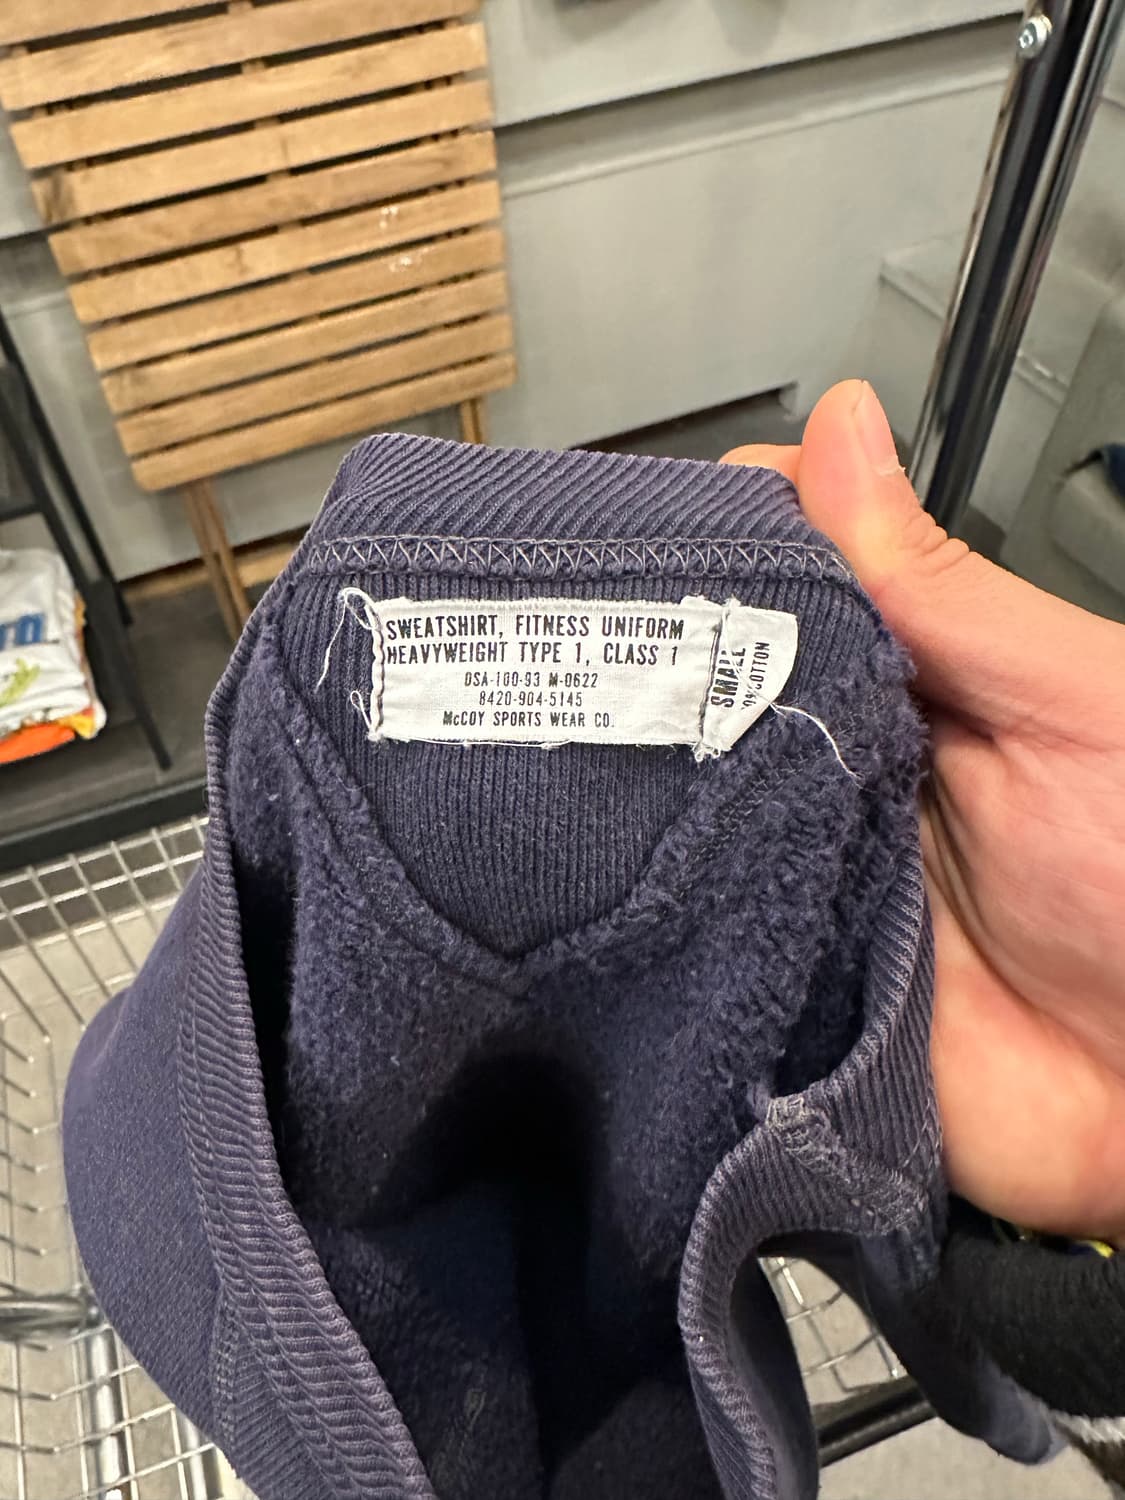 SWEATSHIRT, FITNESS UNIFORM
HEAVYWEIGHT TYPE 1, CLASS 1
DSA-100-93 M-0622
8420-904-5145
McCOY SPORTS WEAR CO.
SMALL
COTTON